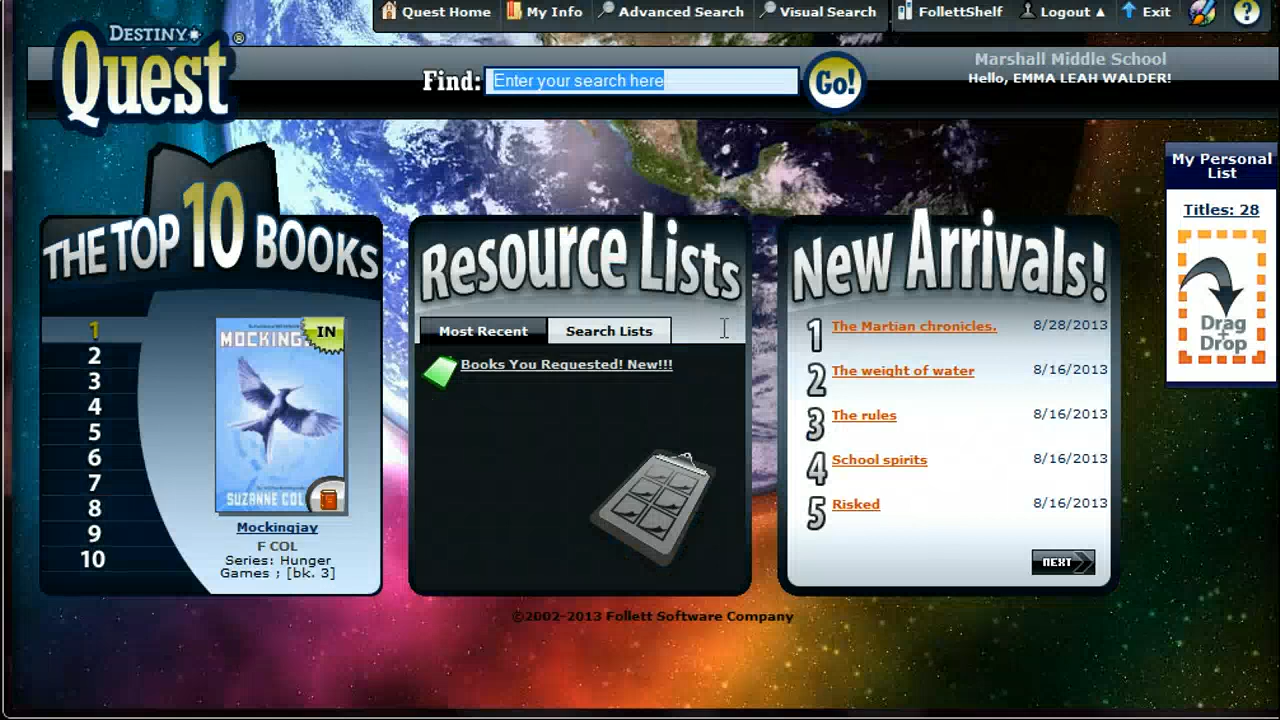 Quest Home My Info Advanced Search Visual Search FollettShelf Logout ▲ Exit ?
DESTINY
Quest®
Find: Enter your search here Go!
Marshall Middle School
Hello, EMMA LEAH WALDER!
My Personal
List
Titles: 28
Drag
+
Drop
THE TOP 10 BOOKS
1
2
3
4
5
6
7
8
9
10
IN
MOCKING
SUZANNE COL
Mockingjay
F COL
Series: Hunger
Games ; [bk. 3]
Resource Lists
Most Recent Search Lists
Books You Requested! New!!!
New Arrivals!
1 The Martian chronicles. 8/28/2013
2 The weight of water 8/16/2013
3 The rules 8/16/2013
4 School spirits 8/16/2013
5 Risked 8/16/2013
NEXT
©2002-2013 Follett Software Company